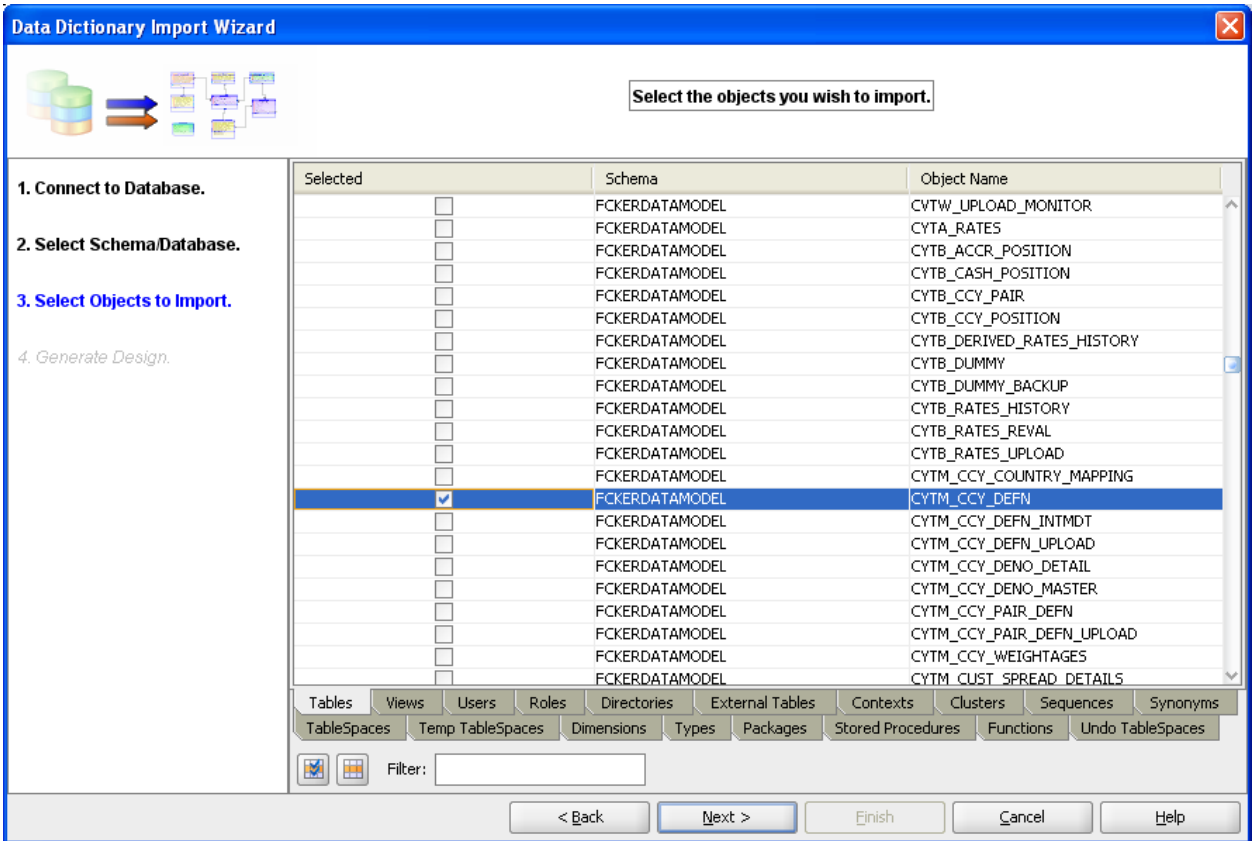 Data Dictionary Import Wizard
Select the objects you wish to import.
1. Connect to Database.
2. Select Schema/Database.
3. Select Objects to Import.
4. Generate Design.
Selected Schema Object Name
FCKERDATAMODEL CVTW_UPLOAD_MONITOR
FCKERDATAMODEL CYTA_RATES
FCKERDATAMODEL CYTB_ACCR_POSITION
FCKERDATAMODEL CYTB_CASH_POSITION
FCKERDATAMODEL CYTB_CCY_PAIR
FCKERDATAMODEL CYTB_CCY_POSITION
FCKERDATAMODEL CYTB_DERIVED_RATES_HISTORY
FCKERDATAMODEL CYTB_DUMMY
FCKERDATAMODEL CYTB_DUMMY_BACKUP
FCKERDATAMODEL CYTB_RATES_HISTORY
FCKERDATAMODEL CYTB_RATES_REVAL
FCKERDATAMODEL CYTB_RATES_UPLOAD
FCKERDATAMODEL CYTM_CCY_COUNTRY_MAPPING
FCKERDATAMODEL CYTM_CCY_DEFN
FCKERDATAMODEL CYTM_CCY_DEFN_INTMDT
FCKERDATAMODEL CYTM_CCY_DEFN_UPLOAD
FCKERDATAMODEL CYTM_CCY_DENO_DETAIL
FCKERDATAMODEL CYTM_CCY_DENO_MASTER
FCKERDATAMODEL CYTM_CCY_PAIR_DEFN
FCKERDATAMODEL CYTM_CCY_PAIR_DEFN_UPLOAD
FCKERDATAMODEL CYTM_CCY_WEIGHTAGES
FCKERDATAMODEL CYTM_CUST_SPREAD_DETAILS
Tables Views Users Roles Directories External Tables Contexts Clusters Sequences Synonyms
TableSpaces Temp TableSpaces Dimensions Types Packages Stored Procedures Functions Undo TableSpaces
Filter:
< Back Next > Finish Cancel Help